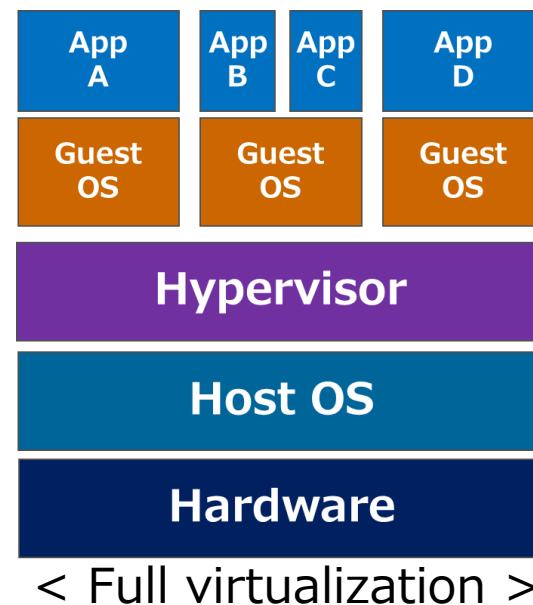 App App App App
A B C D
Guest Guest Guest
OS OS OS
Hypervisor
Host OS
Hardware
< Full virtualization >